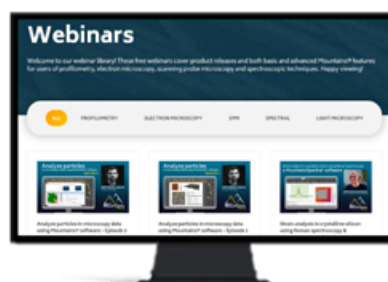 Webinars
Welcome to our webinar library! These free webinars cover product releases and both basic and advanced Mountains® features
for users of profilometry, electron microscopy, scanning probe microscopy and spectroscopic techniques. Happy viewing!
ALL PROFILOMETRY ELECTRON MICROSCOPY SPM SPECTRAL LIGHT MICROSCOPY
Analyze particles
Analyze particles
Analyze particles in microscopy data
using Mountains® software - Episode 2
Analyze particles in microscopy data
using Mountains® software - Episode 1
Strain analysis in crystalline silicon
using Raman spectroscopy &